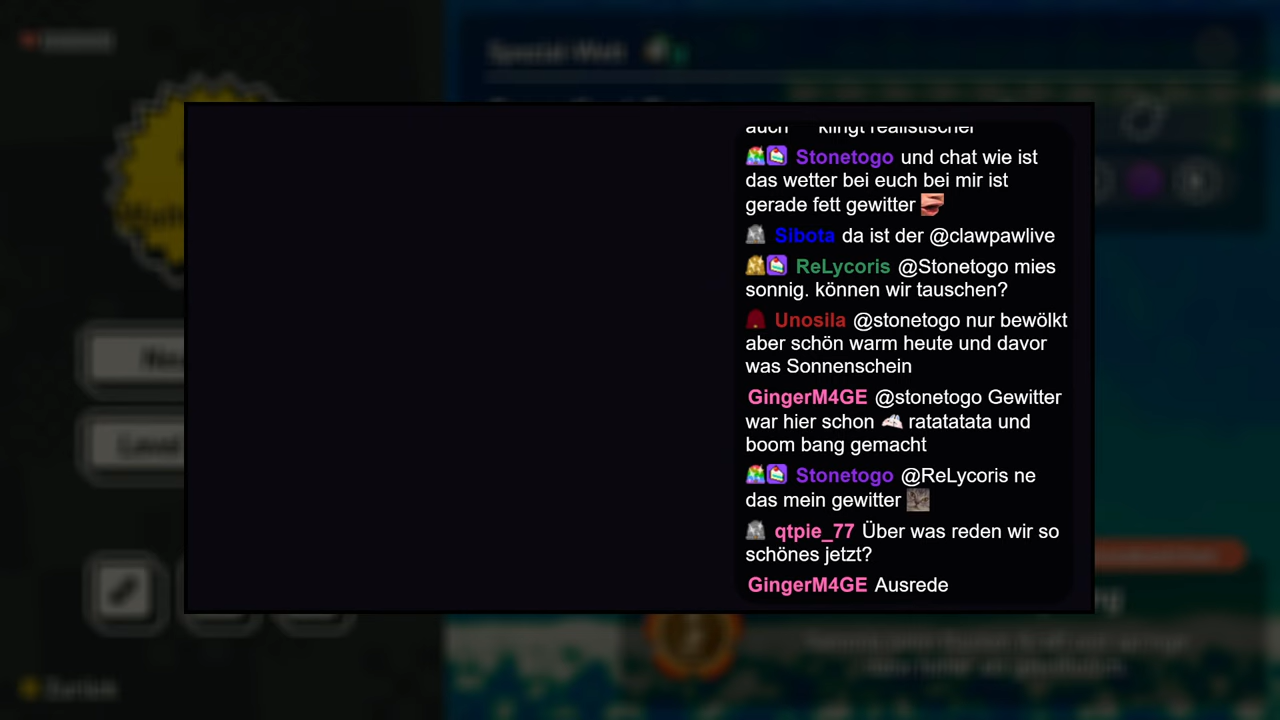 Spezial-Welt
auch klingt realistischer
Stonetogo und chat wie ist
das wetter bei euch bei mir ist
gerade fett gewitter
Sibota da ist der @clawpawlive
ReLycoris @Stonetogo mies
sonnig. können wir tauschen?
Unosila @stonetogo nur bewölkt
aber schön warm heute und davor
was Sonnenschein
GingerM4GE @stonetogo Gewitter
war hier schon ratatatata und
boom bang gemacht
Stonetogo @ReLycoris ne
das mein gewitter
qtpie_77 Über was reden wir so
schönes jetzt?
GingerM4GE Ausrede
Zurück